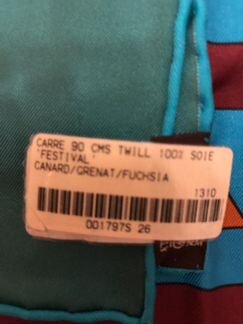 CARRE 90 CMS TWILL 100% SOIE
'FESTIVAL'
CANARD/GRENAT/FUCHSIA
1310
001797S 26